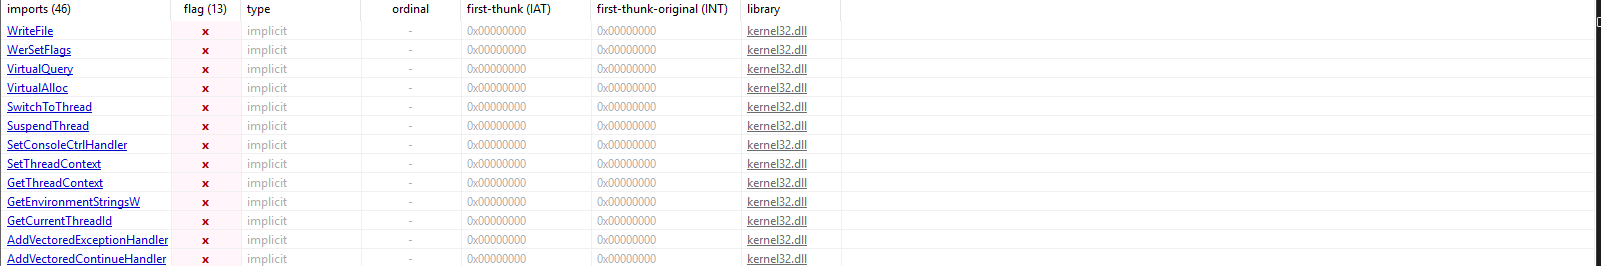 imports (46) flag (13) type ordinal first-thunk (IAT) first-thunk-original (INT) library
WriteFile x implicit - 0x00000000 0x00000000 kernel32.dll
WerSetFlags x implicit - 0x00000000 0x00000000 kernel32.dll
VirtualQuery x implicit - 0x00000000 0x00000000 kernel32.dll
VirtualAlloc x implicit - 0x00000000 0x00000000 kernel32.dll
SwitchToThread x implicit - 0x00000000 0x00000000 kernel32.dll
SuspendThread x implicit - 0x00000000 0x00000000 kernel32.dll
SetConsoleCtrlHandler x implicit - 0x00000000 0x00000000 kernel32.dll
SetThreadContext x implicit - 0x00000000 0x00000000 kernel32.dll
GetThreadContext x implicit - 0x00000000 0x00000000 kernel32.dll
GetEnvironmentStringsW x implicit - 0x00000000 0x00000000 kernel32.dll
GetCurrentThreadId x implicit - 0x00000000 0x00000000 kernel32.dll
AddVectoredExceptionHandler x implicit - 0x00000000 0x00000000 kernel32.dll
AddVectoredContinueHandler x implicit - 0x00000000 0x00000000 kernel32.dll